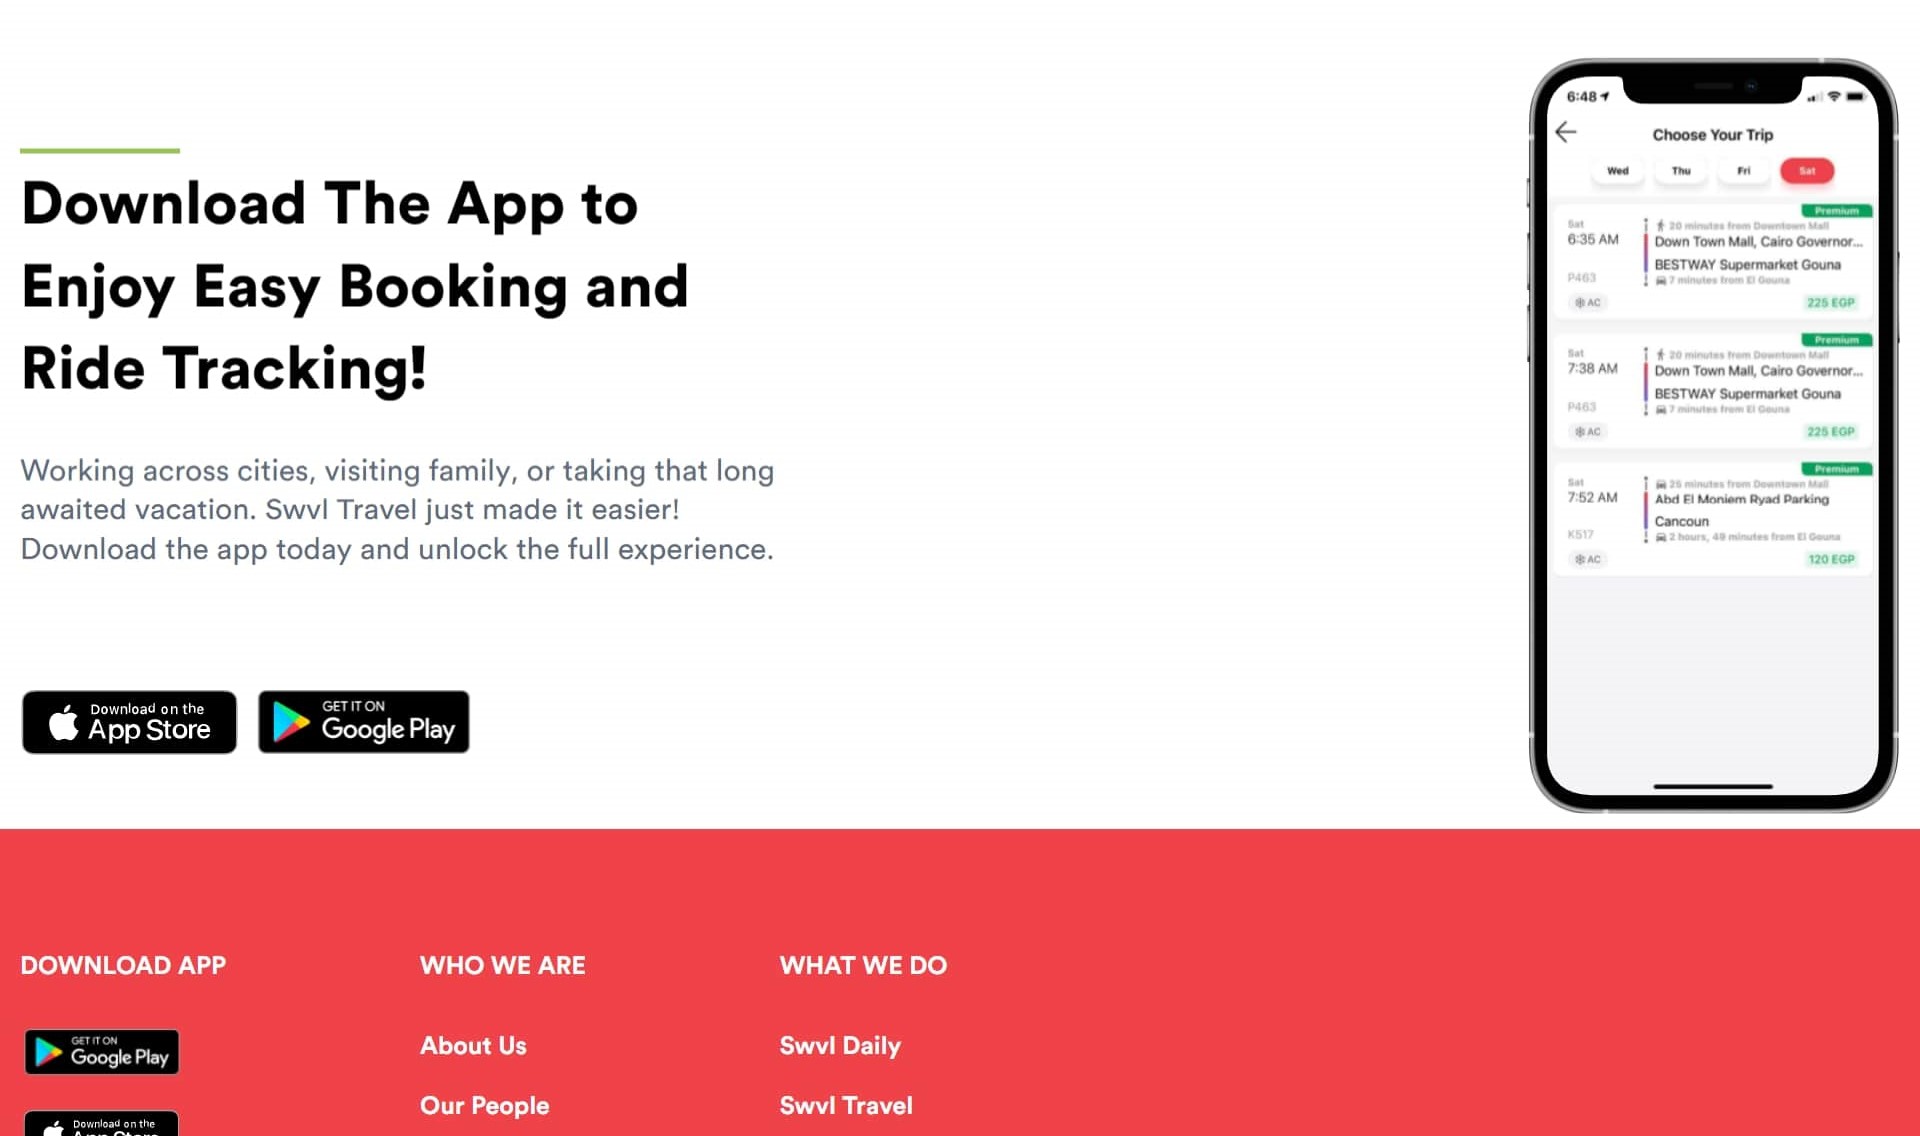 Download The App to
Enjoy Easy Booking and
Ride Tracking!
Working across cities, visiting family, or taking that long
awaited vacation. Swvl Travel just made it easier!
Download the app today and unlock the full experience.
Download on the
App Store
GET IT ON
Google Play
6:48
Choose Your Trip
Wed Thu Fri Sat
Premium
Sat
20 minutes from Downtown Mall
6:35 AM
Down Town Mall, Cairo Governor...
BESTWAY Supermarket Gouna
P463
7 minutes from El Gouna
AC
225 EGP
Premium
Sat
20 minutes from Downtown Mall
7:38 AM
Down Town Mall, Cairo Governor...
BESTWAY Supermarket Gouna
P463
7 minutes from El Gouna
AC
225 EGP
Premium
Sat
25 minutes from Downtown Mall
7:52 AM
Abd El Moniem Ryad Parking
Cancoun
K517
2 hours, 49 minutes from El Gouna
AC
120 EGP
DOWNLOAD APP
GET IT ON
Google Play
Download on the
WHO WE ARE
About Us
Our People
WHAT WE DO
Swvl Daily
Swvl Travel